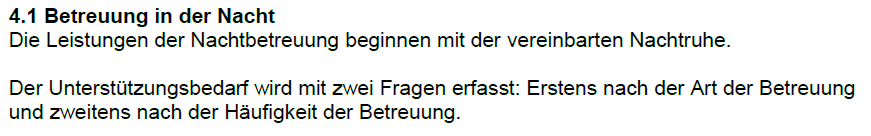 4.1 Betreuung in der Nacht
Die Leistungen der Nachtbetreuung beginnen mit der vereinbarten Nachtruhe.
Der Unterstützungsbedarf wird mit zwei Fragen erfasst: Erstens nach der Art der Betreuung
und zweitens nach der Häufigkeit der Betreuung.